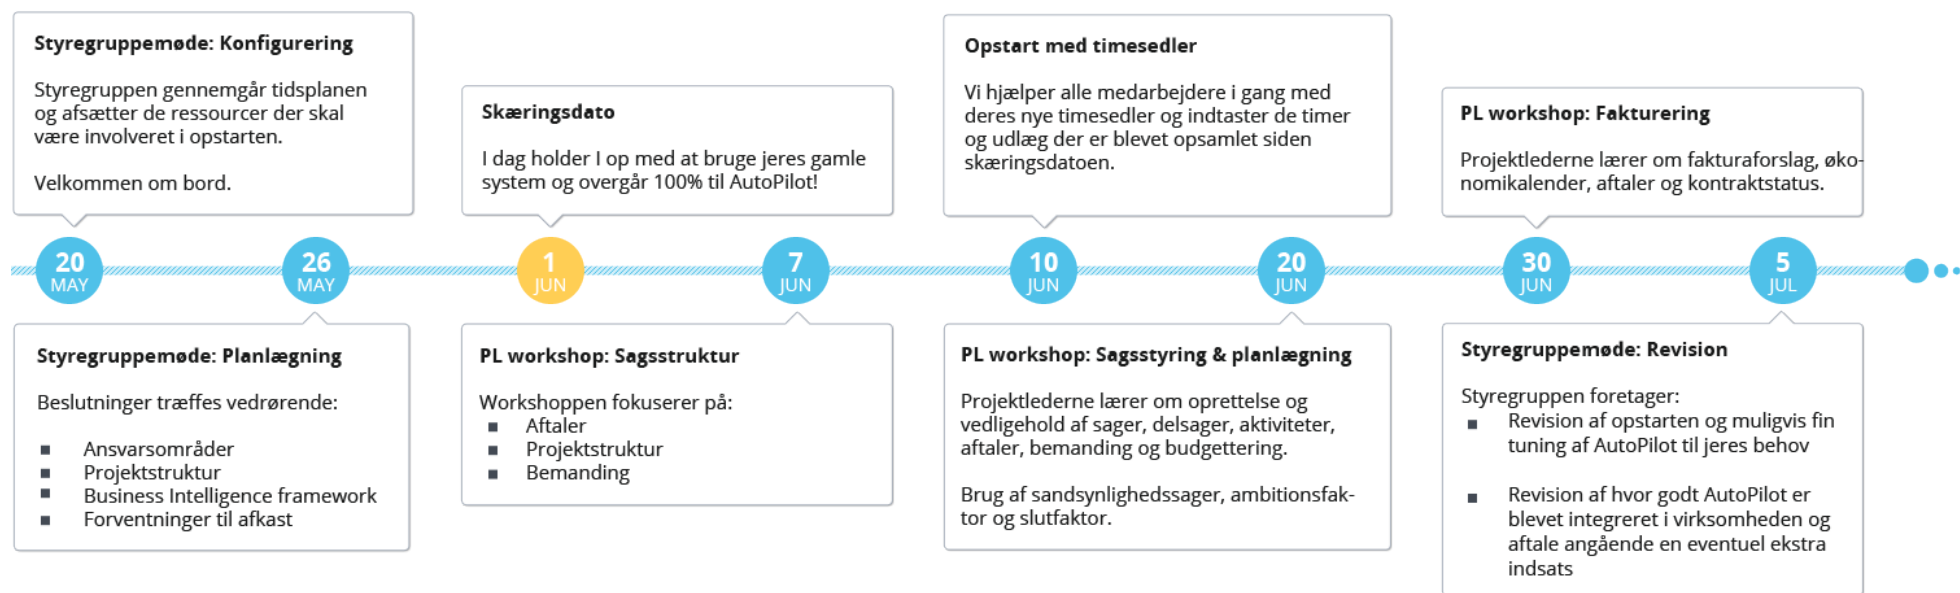 Styregruppemøde: Konfigurering
Styregruppen gennemgår tidsplanen
og afsætter de ressourcer der skal
være involveret i opstarten.
Velkommen om bord.
Skæringsdato
I dag holder I op med at bruge jeres gamle
system og overgår 100% til AutoPilot!
Opstart med timesedler
Vi hjælper alle medarbejdere i gang med
deres nye timesedler og indtaster de timer
og udlæg der er blevet opsamlet siden
skæringsdatoen.
PL workshop: Fakturering
Projektlederne lærer om fakturaforslag, øko-
nomikalender, aftaler og kontraktstatus.
20
MAY
26
MAY
1
JUN
7
JUN
10
JUN
20
JUN
30
JUN
5
JUL
Styregruppemøde: Planlægning
Beslutninger træffes vedrørende:
▪ Ansvarsområder
▪ Projektstruktur
▪ Business Intelligence framework
▪ Forventninger til afkast
PL workshop: Sagsstruktur
Workshoppen fokuserer på:
▪ Aftaler
▪ Projektstruktur
▪ Bemanding
PL workshop: Sagsstyring & planlægning
Projektlederne lærer om oprettelse og
vedligehold af sager, delsager, aktiviteter,
aftaler, bemanding og budgettering.
Brug af sandsynlighedssager, ambitionsfak-
tor og slutfaktor.
Styregruppemøde: Revision
Styregruppen foretager:
▪ Revision af opstarten og muligvis fin
tuning af AutoPilot til jeres behov
▪ Revision af hvor godt AutoPilot er
blevet integreret i virksomheden og
aftale angående en eventuel ekstra
indsats